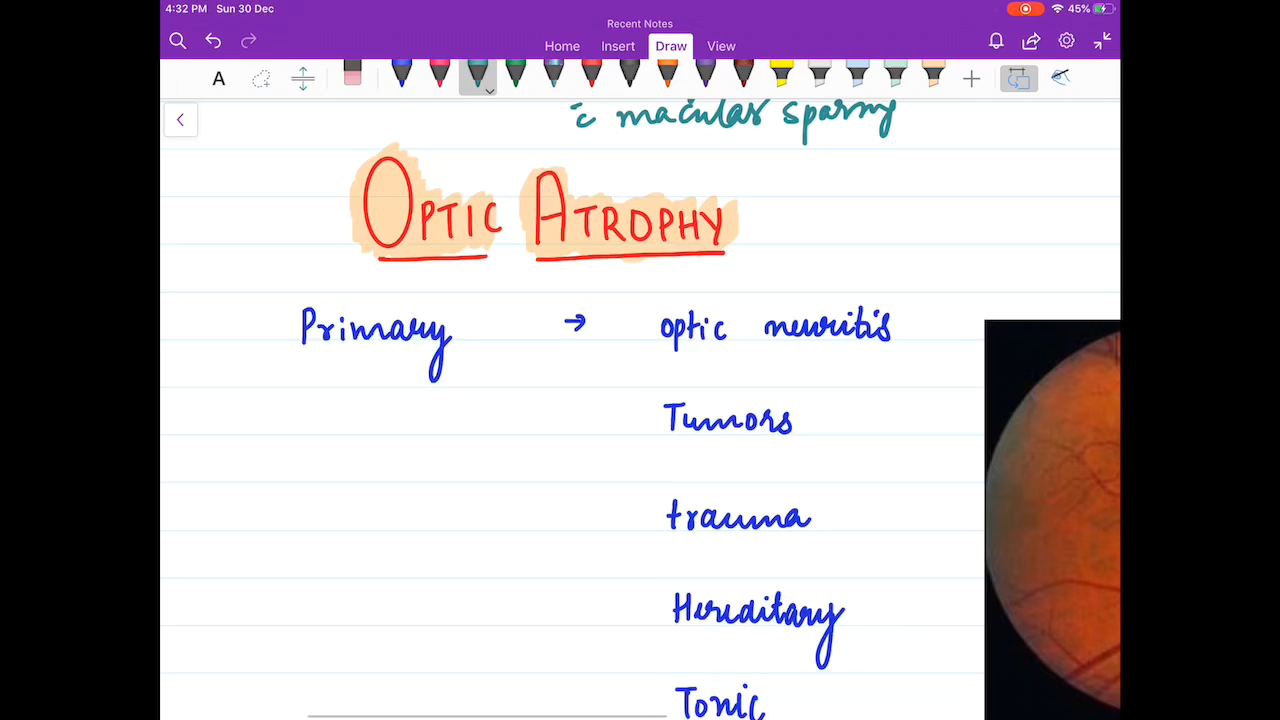 4:32 PM Sun 30 Dec
45%
Recent Notes
Home Insert Draw View
A
c̄ macular sparing
OPTIC ATROPHY
Primary → optic neuritis
Tumors
trauma
Hereditary
Tonic